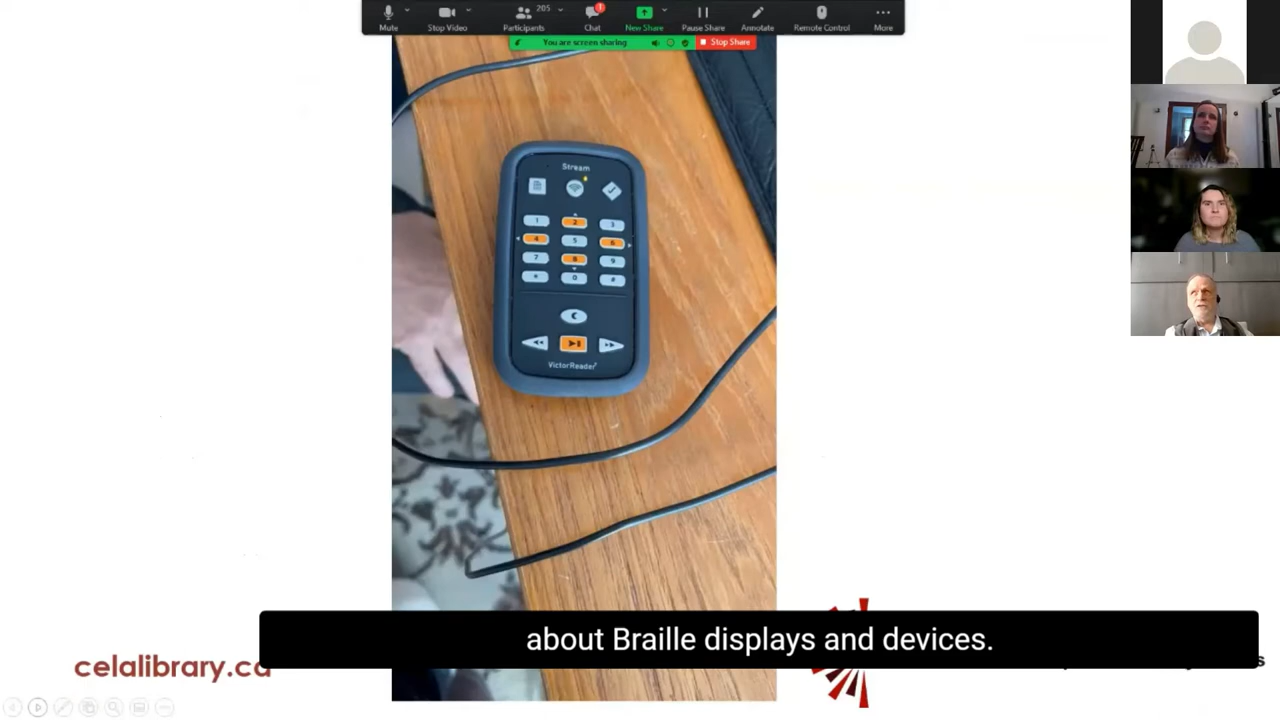 205
1
Mute
Stop Video
Participants
Chat
New Share
Pause Share
Annotate
Remote Control
More
You are screen sharing
Stop Share
Stream
1
2
3
4
5
6
7
8
9
*
0
#
VictorReader
about Braille displays and devices.
celalibrary.ca